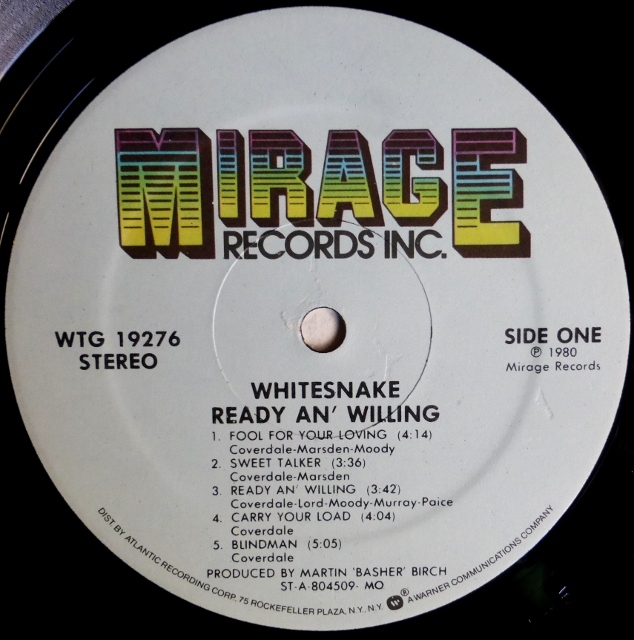 MIRAGE
RECORDS INC.
WTG 19276
STEREO
SIDE ONE
℗ 1980
Mirage Records
WHITESNAKE
READY AN' WILLING
1. FOOL FOR YOUR LOVING (4:14)
Coverdale-Marsden-Moody
2. SWEET TALKER (3:36)
Coverdale-Marsden
3. READY AN' WILLING (3:42)
Coverdale-Lord-Moody-Murray-Paice
4. CARRY YOUR LOAD (4:04)
Coverdale
5. BLINDMAN (5:05)
Coverdale
PRODUCED BY MARTIN 'BASHER' BIRCH
ST-A-804509- MO
DIST. BY ATLANTIC RECORDING CORP. 75 ROCKEFELLER PLAZA, N.Y., N.Y. ® A WARNER COMMUNICATIONS COMPANY